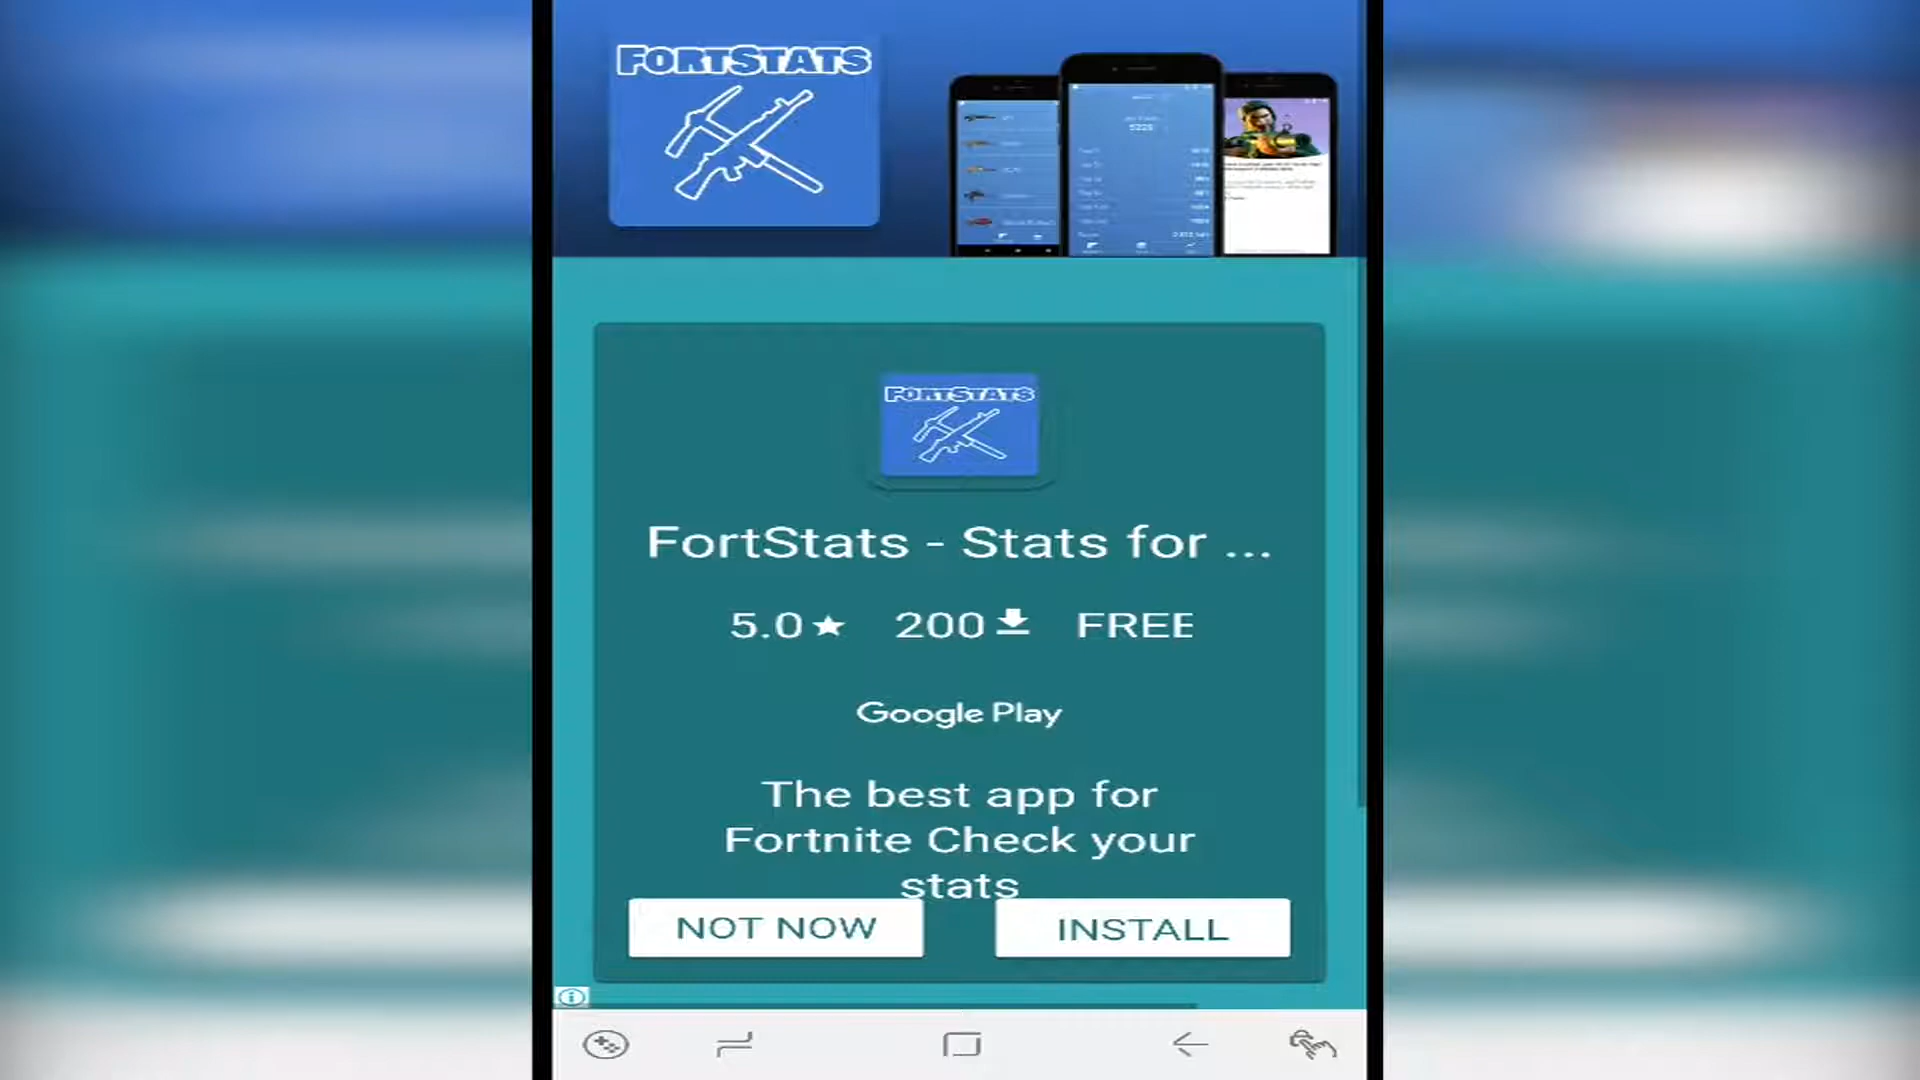 FORTSTATS
FORTSTATS
FortStats - Stats for ...
5.0★ 200 FREE
Google Play
The best app for
Fortnite Check your
stats
NOT NOW INSTALL